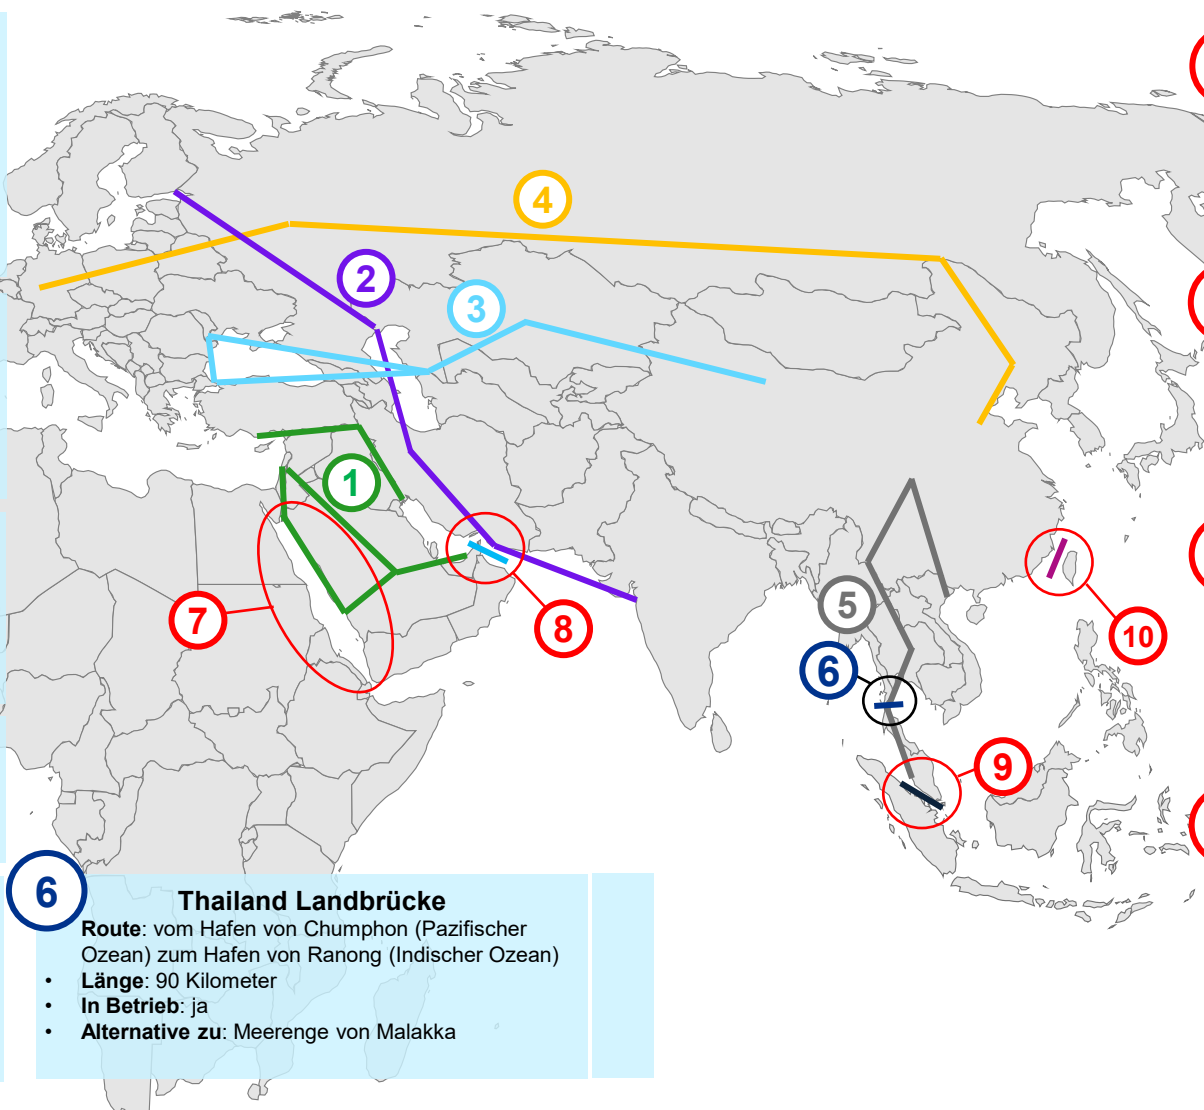 4
2
3
1
7
8
5
6
10
9
6
Thailand Landbrücke
Route: vom Hafen von Chumphon (Pazifischer
Ozean) zum Hafen von Ranong (Indischer Ozean)
• Länge: 90 Kilometer
• In Betrieb: ja
• Alternative zu: Meerenge von Malakka